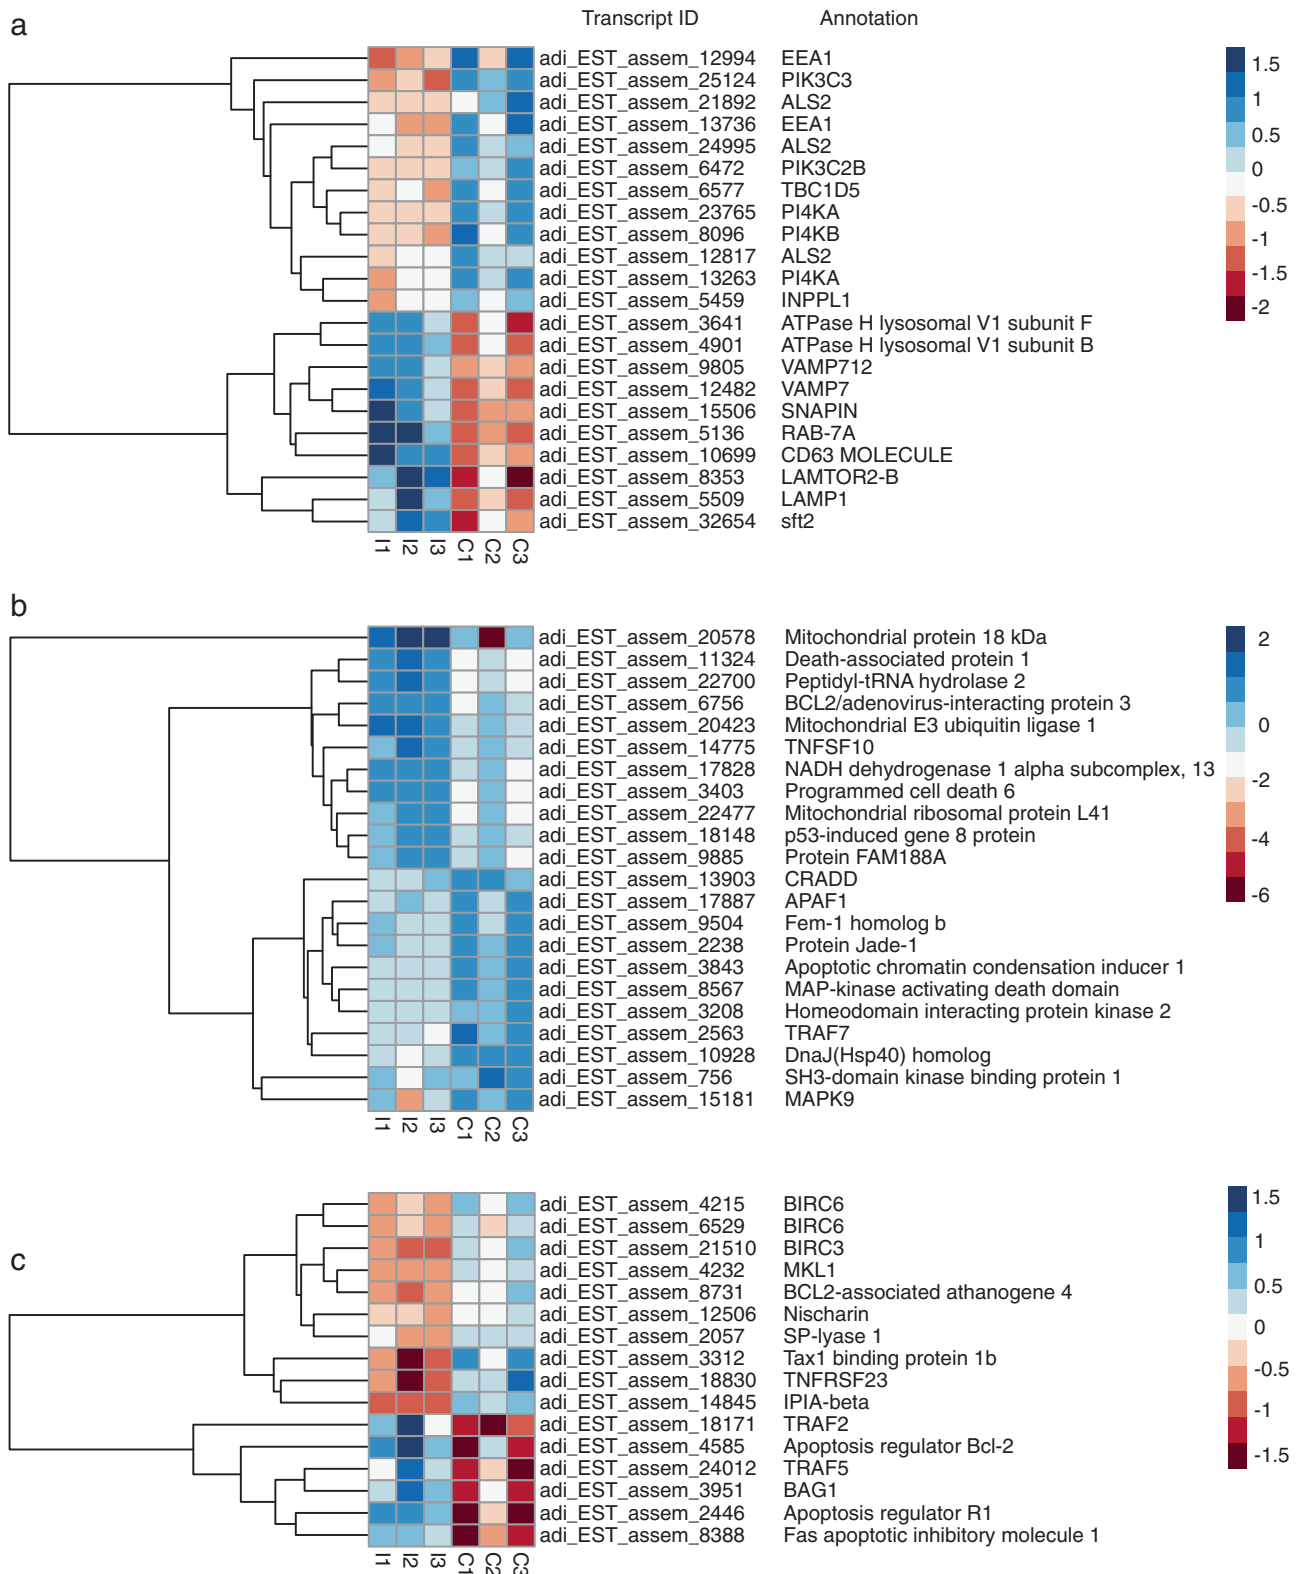 a
Transcript ID Annotation
adi_EST_assem_12994 EEA1
adi_EST_assem_25124 PIK3C3
adi_EST_assem_21892 ALS2
adi_EST_assem_13736 EEA1
adi_EST_assem_24995 ALS2
adi_EST_assem_6472 PIK3C2B
adi_EST_assem_6577 TBC1D5
adi_EST_assem_23765 PI4KA
adi_EST_assem_8096 PI4KB
adi_EST_assem_12817 ALS2
adi_EST_assem_13263 PI4KA
adi_EST_assem_5459 INPPL1
adi_EST_assem_3641 ATPase H lysosomal V1 subunit F
adi_EST_assem_4901 ATPase H lysosomal V1 subunit B
adi_EST_assem_9805 VAMP712
adi_EST_assem_12482 VAMP7
adi_EST_assem_15506 SNAPIN
adi_EST_assem_5136 RAB-7A
adi_EST_assem_10699 CD63 MOLECULE
adi_EST_assem_8353 LAMTOR2-B
adi_EST_assem_5509 LAMP1
adi_EST_assem_32654 sft2
I1 I2 I3 C1 C2 C3
1.5
1
0.5
0
-0.5
-1
-1.5
-2
b
adi_EST_assem_20578 Mitochondrial protein 18 kDa
adi_EST_assem_11324 Death-associated protein 1
adi_EST_assem_22700 Peptidyl-tRNA hydrolase 2
adi_EST_assem_6756 BCL2/adenovirus-interacting protein 3
adi_EST_assem_20423 Mitochondrial E3 ubiquitin ligase 1
adi_EST_assem_14775 TNFSF10
adi_EST_assem_17828 NADH dehydrogenase 1 alpha subcomplex, 13
adi_EST_assem_3403 Programmed cell death 6
adi_EST_assem_22477 Mitochondrial ribosomal protein L41
adi_EST_assem_18148 p53-induced gene 8 protein
adi_EST_assem_9885 Protein FAM188A
adi_EST_assem_13903 CRADD
adi_EST_assem_17887 APAF1
adi_EST_assem_9504 Fem-1 homolog b
adi_EST_assem_2238 Protein Jade-1
adi_EST_assem_3843 Apoptotic chromatin condensation inducer 1
adi_EST_assem_8567 MAP-kinase activating death domain
adi_EST_assem_3208 Homeodomain interacting protein kinase 2
adi_EST_assem_2563 TRAF7
adi_EST_assem_10928 DnaJ(Hsp40) homolog
adi_EST_assem_756 SH3-domain kinase binding protein 1
adi_EST_assem_15181 MAPK9
I1 I2 I3 C1 C2 C3
2
0
-2
-4
-6
c
adi_EST_assem_4215 BIRC6
adi_EST_assem_6529 BIRC6
adi_EST_assem_21510 BIRC3
adi_EST_assem_4232 MKL1
adi_EST_assem_8731 BCL2-associated athanogene 4
adi_EST_assem_12506 Nischarin
adi_EST_assem_2057 SP-lyase 1
adi_EST_assem_3312 Tax1 binding protein 1b
adi_EST_assem_18830 TNFRSF23
adi_EST_assem_14845 IPIA-beta
adi_EST_assem_18171 TRAF2
adi_EST_assem_4585 Apoptosis regulator Bcl-2
adi_EST_assem_24012 TRAF5
adi_EST_assem_3951 BAG1
adi_EST_assem_2446 Apoptosis regulator R1
adi_EST_assem_8388 Fas apoptotic inhibitory molecule 1
I1 I2 I3 C1 C2 C3
1.5
1
0.5
0
-0.5
-1
-1.5